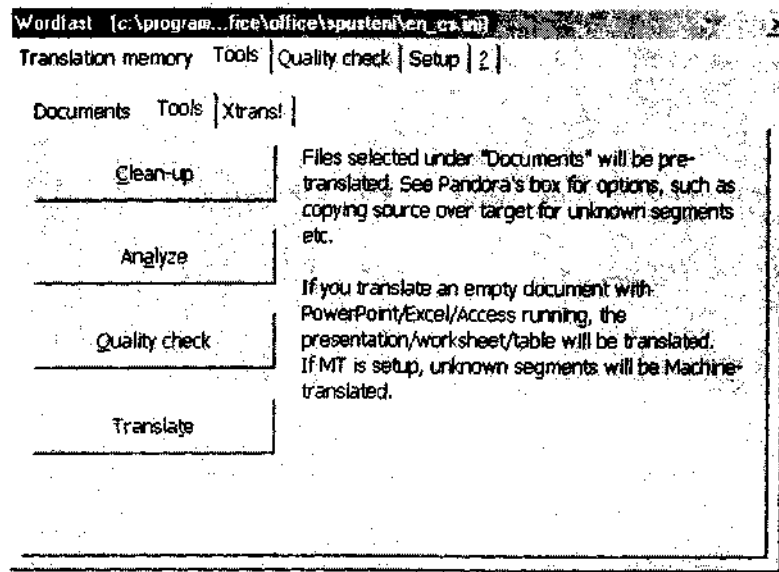 Wordfast [c:\program...fice\office\spusteni\en_cs.ini]
Translation memory Tools Quality check Setup ?
Documents Tools Xtrans!
Clean-up
Analyze
Quality check
Translate
Files selected under "Documents" will be pre-
translated. See Pandora's box for options, such as
copying source over target for unknown segments
etc.
If you translate an empty document with
PowerPoint/Excel/Access running, the
presentation/worksheet/table will be translated.
If MT is setup, unknown segments will be Machine-
translated.